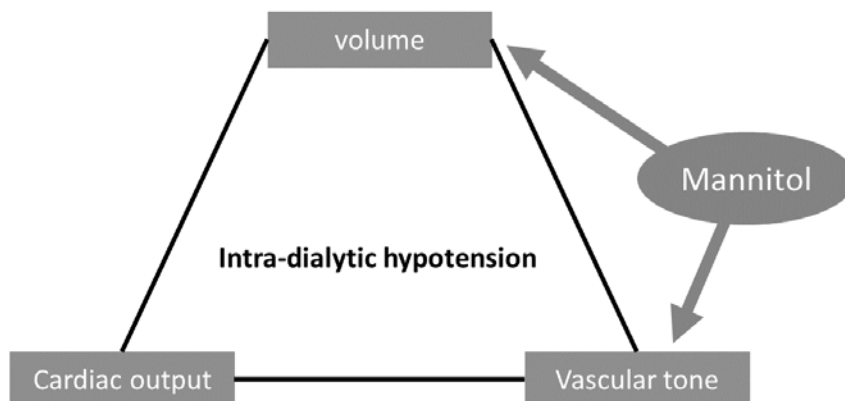 volume
Mannitol
Intra-dialytic hypotension
Cardiac output
Vascular tone